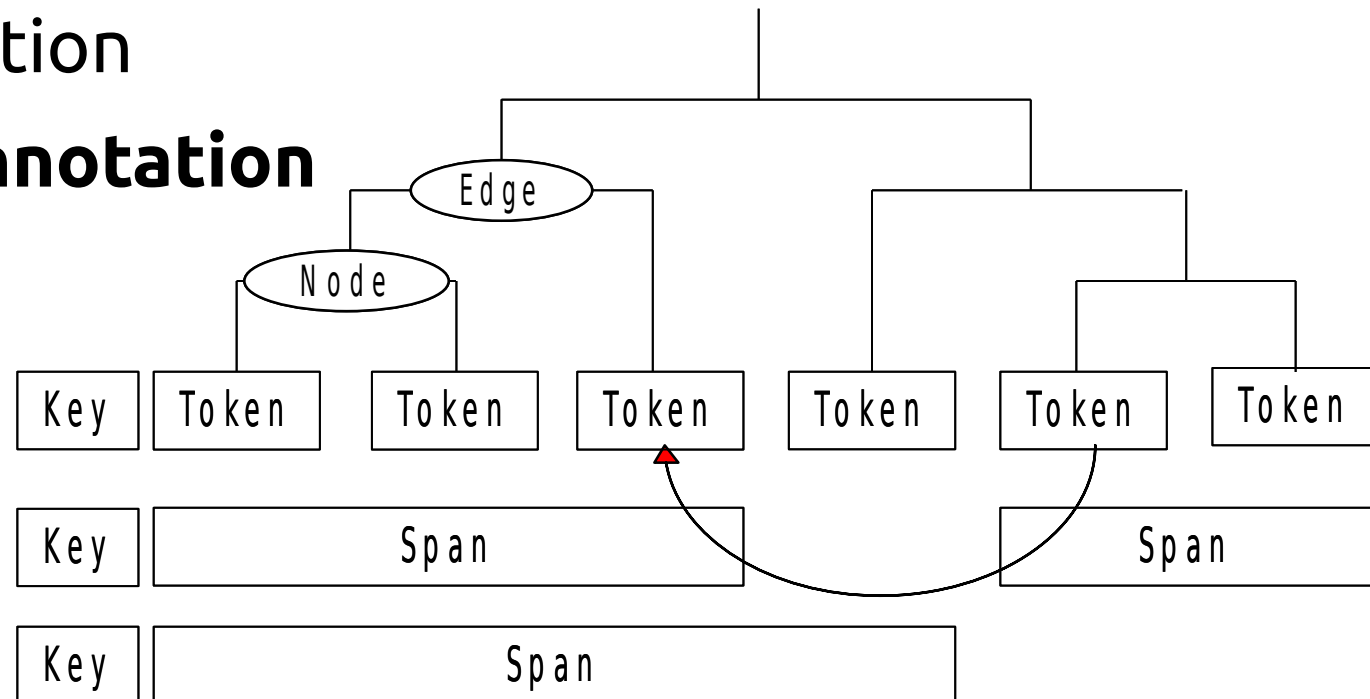 tion
nnotation
Edge
Node
Key Token Token Token Token Token Token
Key Span Span
Key Span